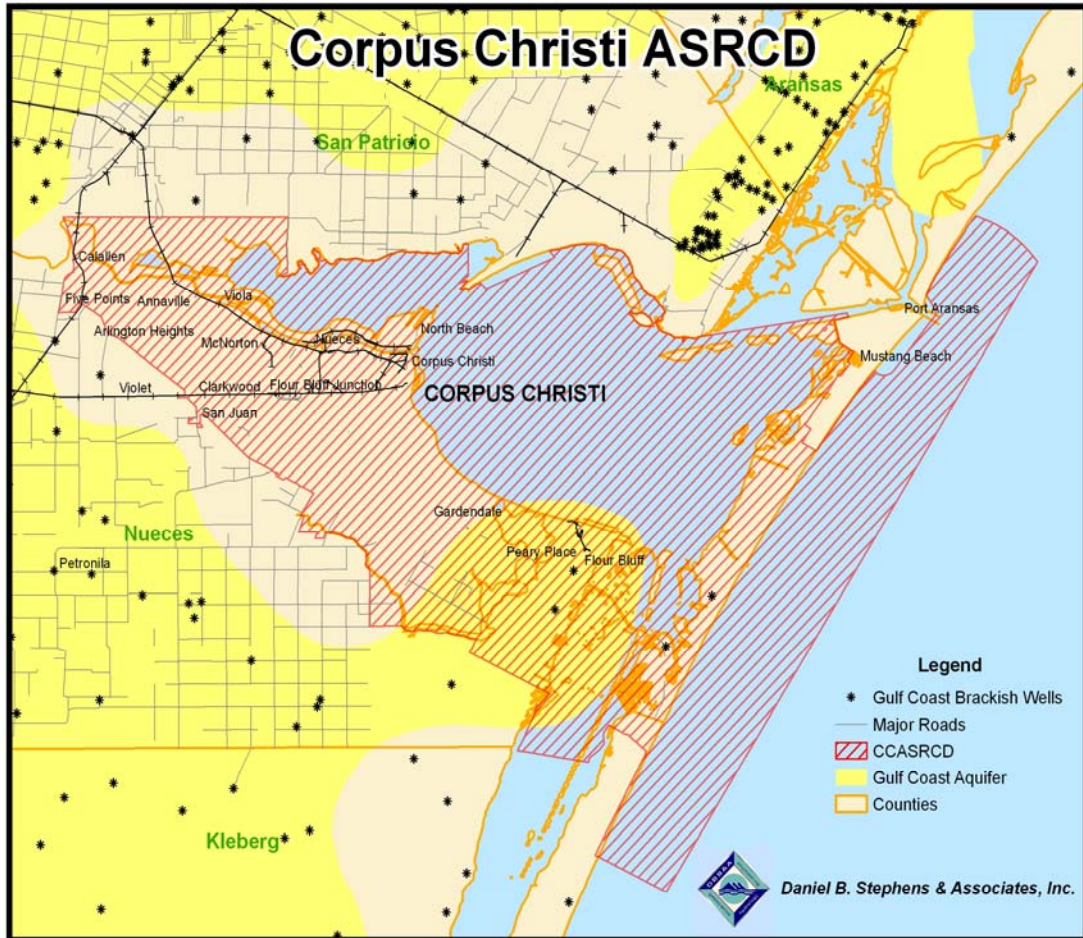 Corpus Christi ASRCD
Aransas
San Patricio
Calallen
Five Points
Annaville
Viola
Port Aransas
Arlington Heights
McNorton
Nueces
North Beach
Mustang Beach
Corpus Christi
Violet
Clarkwood
Flour Bluff Junction
CORPUS CHRISTI
San Juan
Gardendale
Nueces
Peary Place
Flour Bluff
Petronila
Kleberg
Legend
Gulf Coast Brackish Wells
Major Roads
CCASRCD
Gulf Coast Aquifer
Counties
Daniel B. Stephens & Associates, Inc.